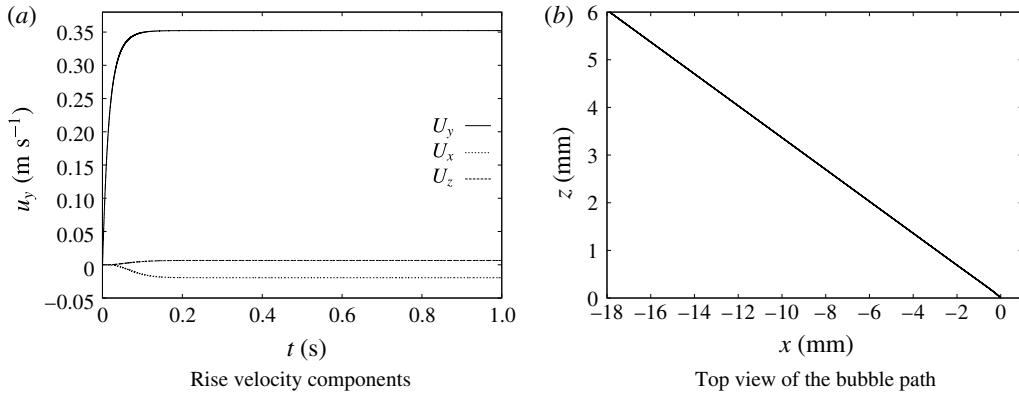 (a)
0.35
0.30
0.25
0.20
0.15
0.10
0.05
0
−0.05
u_y (m s⁻¹)
U_y
U_x
U_z
0 0.2 0.4 0.6 0.8 1.0
t (s)
Rise velocity components
(b)
6
5
4
3
2
1
0
z (mm)
−18 −16 −14 −12 −10 −8 −6 −4 −2 0
x (mm)
Top view of the bubble path